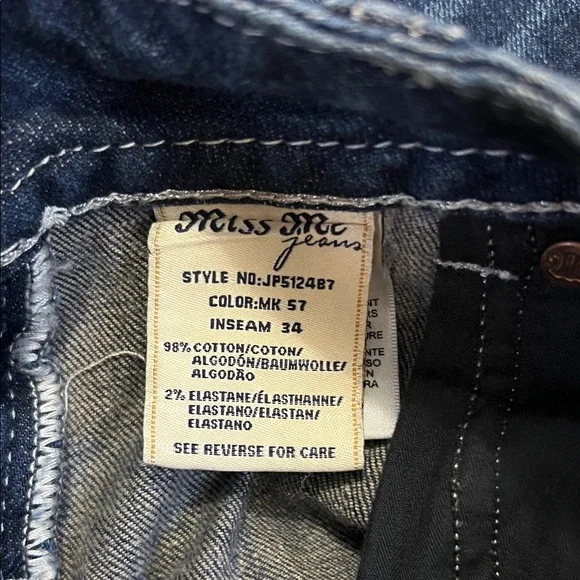 Miss Me
jeans
STYLE NO:JP5124B7
COLOR:MK 57
INSEAM 34
98% COTTON/COTON/
ALGODÓN/BAUMWOLLE/
ALGODÃO
2% ELASTANE/ÉLASTHANNE/
ELASTANO/ELASTAN/
ELASTANO
SEE REVERSE FOR CARE